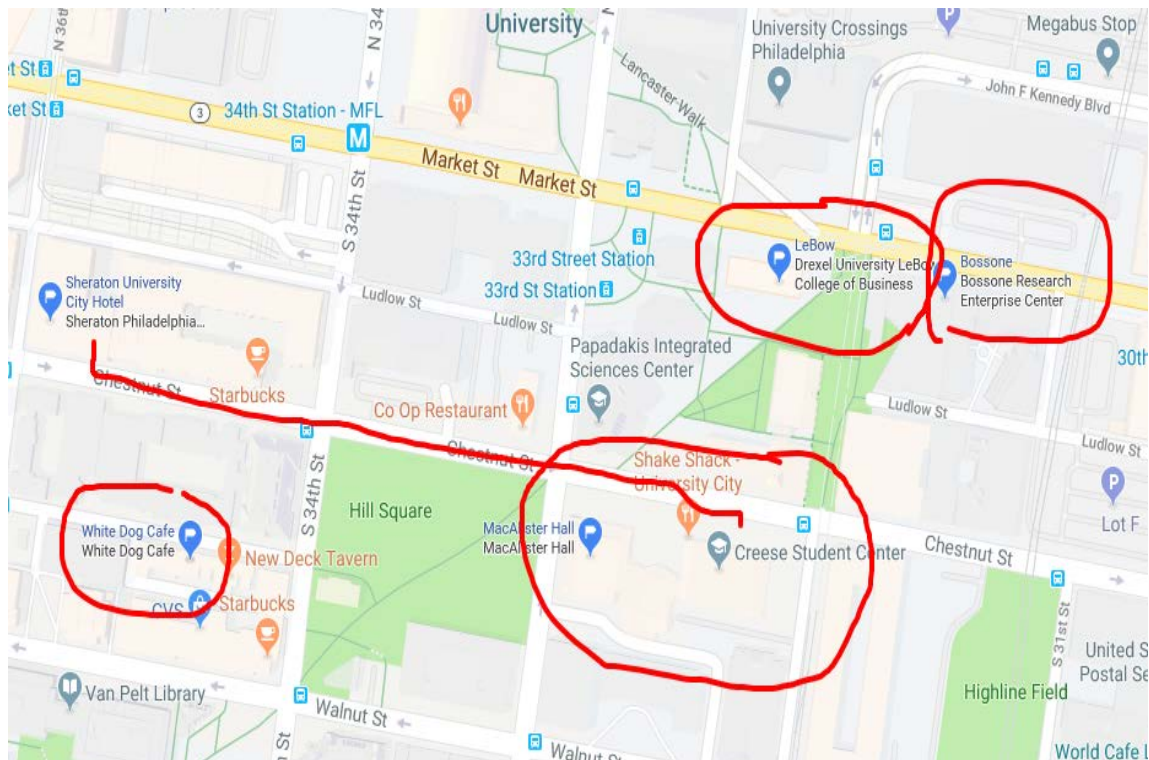 N 36th
N 34
N
University
University Crossings
Philadelphia
P
Megabus Stop
et St
ket St
3
34th St Station - MFL
M
Lancaster Walk
John F Kennedy Blvd
Market St
Market St
S 34th St
33rd Street Station
33rd St Station
LeBow
Drexel University LeBow
College of Business
Bossone
Bossone Research
Enterprise Center
Sheraton University
City Hotel
Sheraton Philadelphia...
Ludlow St
Ludlow St
Papadakis Integrated
Sciences Center
30th
Chestnut St
Starbucks
Co Op Restaurant
Ludlow St
Ludlow St
Chestnut St
Shake Shack -
University City
P
Lot F
S 34th St
Hill Square
White Dog Cafe
White Dog Cafe
MacAlister Hall
MacAlister Hall
New Deck Tavern
Creese Student Center
Chestnut St
CVS
Starbucks
S 31st St
United S
Postal Se
Van Pelt Library
Walnut St
Highline Field
St
Walnut St
World Cafe L